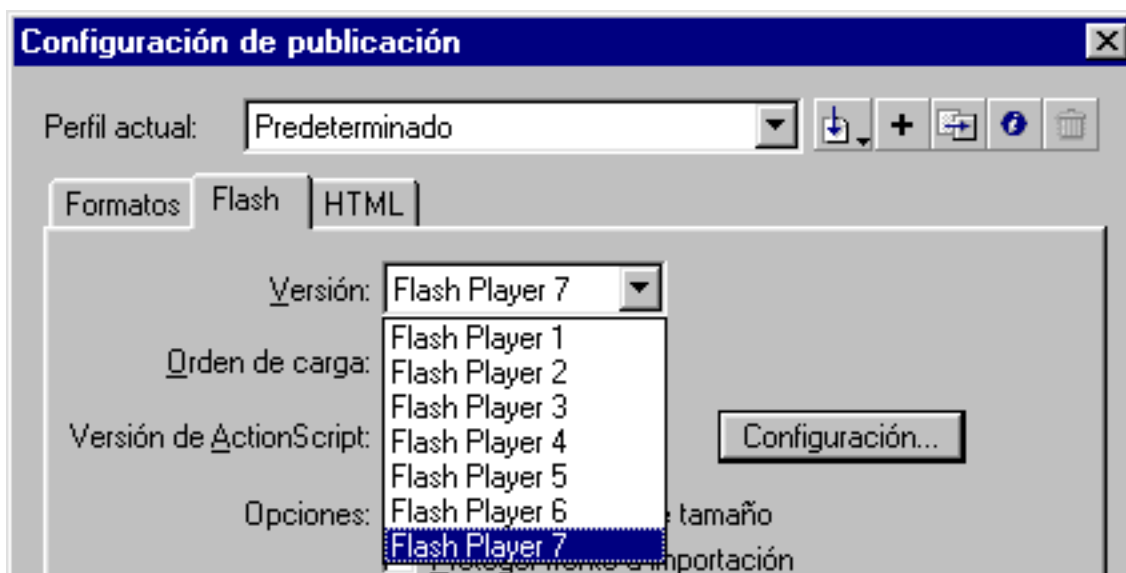 Configuración de publicación
Perfil actual: Predeterminado
Formatos Flash HTML
Versión: Flash Player 7
Flash Player 1
Orden de carga:
Flash Player 2
Flash Player 3
Versión de ActionScript: Flash Player 4 Configuración...
Flash Player 5
Opciones: Flash Player 6 tamaño
Flash Player 7 importación